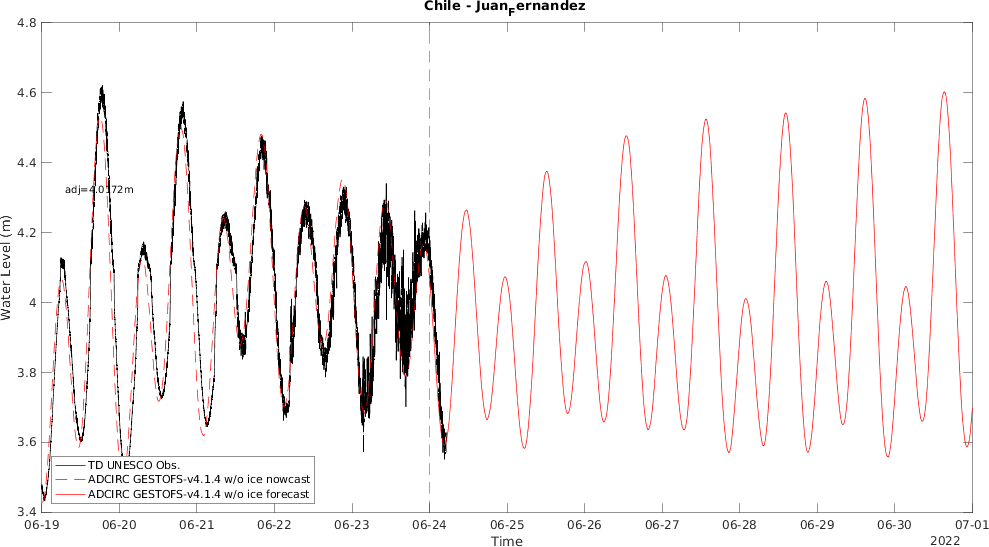 Chile - JuanFernandez
4.8
4.6
4.4
4.2
4
3.8
3.6
3.4
Water Level (m)
adj=4.0172m
TD UNESCO Obs.
ADCIRC GESTOFS-v4.1.4 w/o ice nowcast
ADCIRC GESTOFS-v4.1.4 w/o ice forecast
06-19 06-20 06-21 06-22 06-23 06-24 06-25 06-26 06-27 06-28 06-29 06-30 07-01
Time
2022